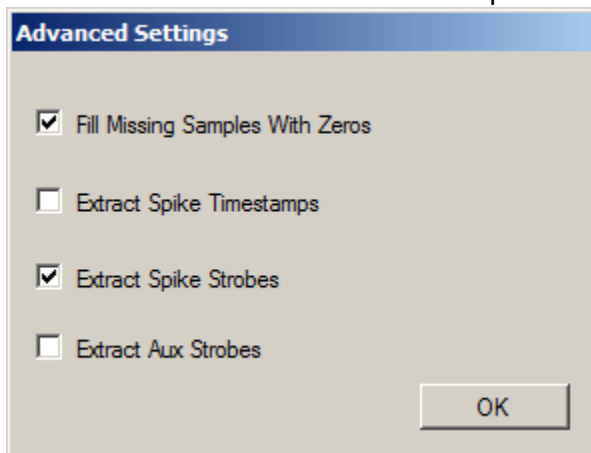 Advanced Settings
Fill Missing Samples With Zeros
Extract Spike Timestamps
Extract Spike Strobes
Extract Aux Strobes
OK